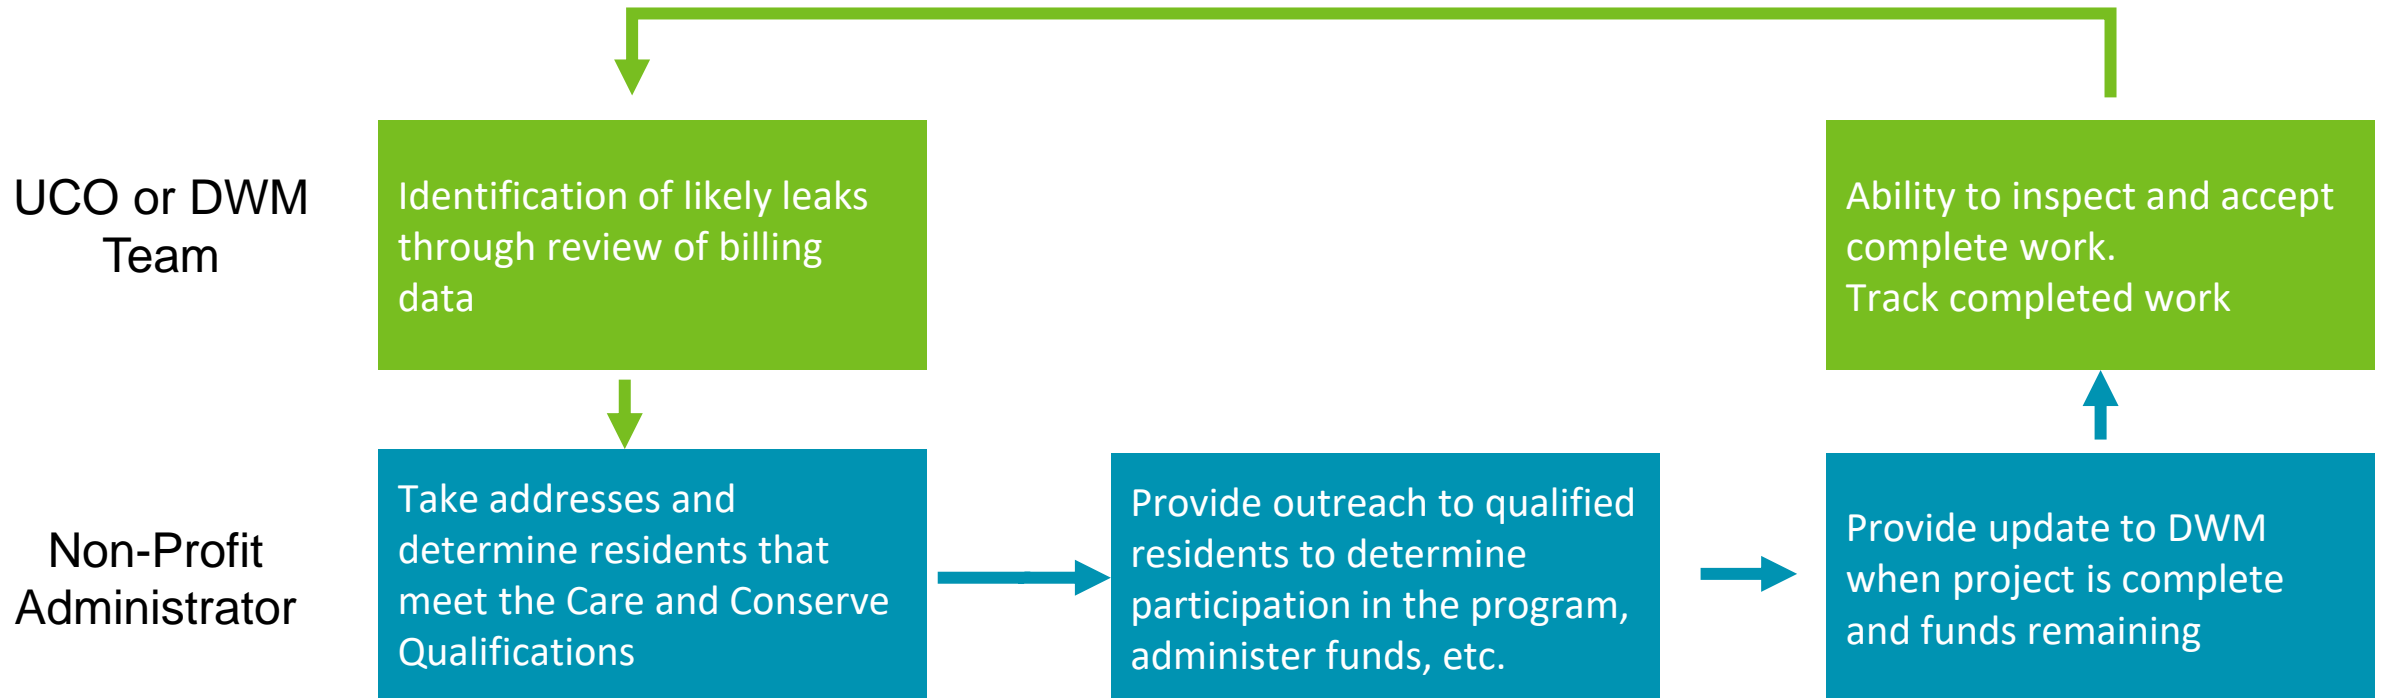 UCO or DWM
Team
Identification of likely leaks
through review of billing
data
Ability to inspect and accept
complete work.
Track completed work
Non-Profit
Administrator
Take addresses and
determine residents that
meet the Care and Conserve
Qualifications
Provide outreach to qualified
residents to determine
participation in the program,
administer funds, etc.
Provide update to DWM
when project is complete
and funds remaining